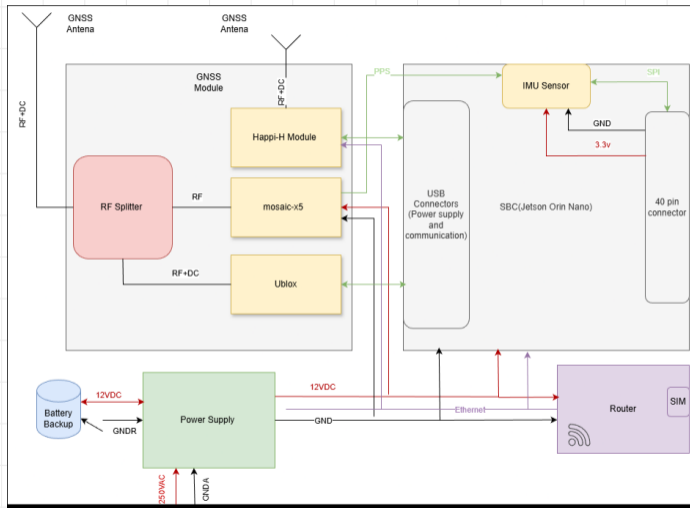 GNSS
Antena
GNSS
Antena
GNSS
Module
RF+DC
RF+DC
PPS
IMU Sensor
SPI
Happi-H Module
GND
3.3v
RF Splitter
RF
mosaic-x5
USB
Connectors
(Power supply
and
communication)
SBC(Jetson Orin Nano)
40 pin
connector
RF+DC
Ublox
12VDC
12VDC
Battery
Backup
GNDR
Power Supply
Ethernet
GND
Router
SIM
250VAC
GNDA